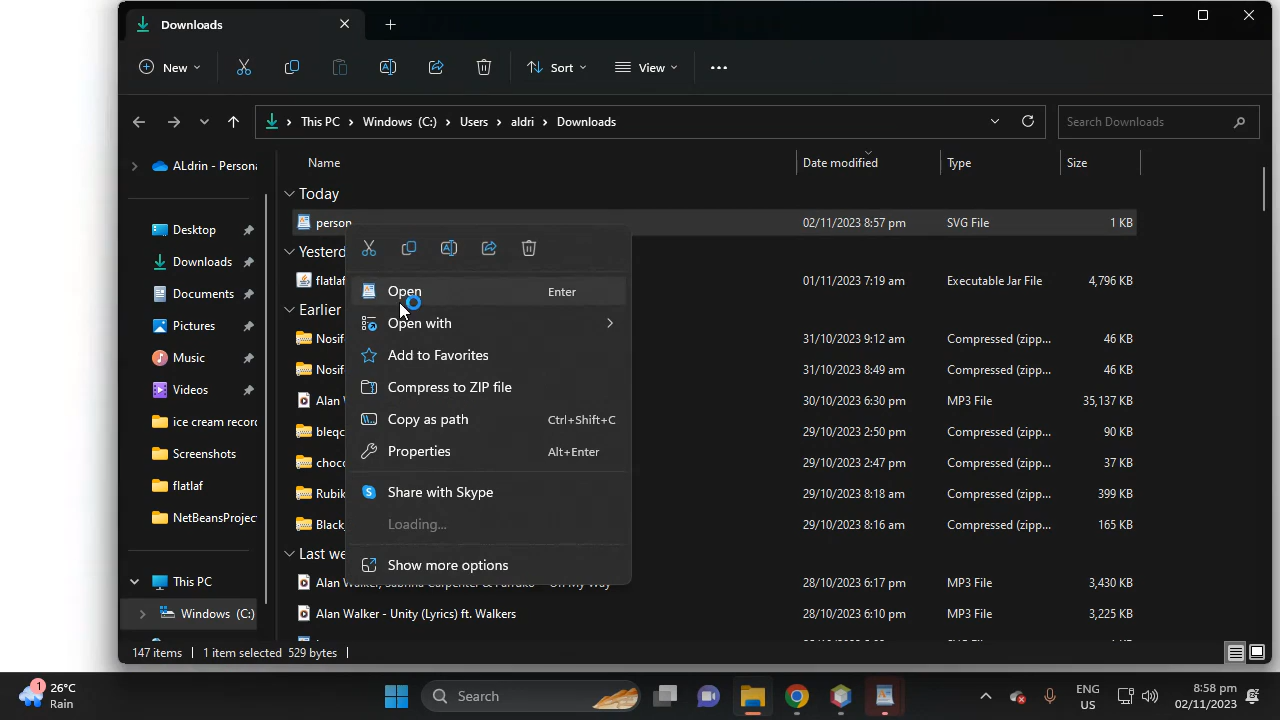 Downloads
New
Sort
View
This PC
Windows (C:)
Users
aldri
Downloads
Search Downloads
ALdrin - Persona
Desktop
Downloads
Documents
Pictures
Music
Videos
ice cream recor
Screenshots
flatlaf
NetBeansProjec
This PC
Windows (C:)
Name
Date modified
Type
Size
Today
person
02/11/2023 8:57 pm
SVG File
1 KB
Yesterd
flatlaf
01/11/2023 7:19 am
Executable Jar File
4,796 KB
Earlier
Nosif
31/10/2023 9:12 am
Compressed (zipp...
46 KB
Nosif
31/10/2023 8:49 am
Compressed (zipp...
46 KB
Alan
30/10/2023 6:30 pm
MP3 File
35,137 KB
bleqc
29/10/2023 2:50 pm
Compressed (zipp...
90 KB
choco
29/10/2023 2:47 pm
Compressed (zipp...
37 KB
Rubik
29/10/2023 8:18 am
Compressed (zipp...
399 KB
Black
29/10/2023 8:16 am
Compressed (zipp...
165 KB
Last we
28/10/2023 6:17 pm
MP3 File
3,430 KB
Alan Walker - Unity (Lyrics) ft. Walkers
28/10/2023 6:10 pm
MP3 File
3,225 KB
Open
Enter
Open with
Add to Favorites
Compress to ZIP file
Copy as path
Ctrl+Shift+C
Properties
Alt+Enter
Share with Skype
Loading...
Show more options
147 items
1 item selected 529 bytes
1
26°C
Rain
Search
ENG
US
8:58 pm
02/11/2023